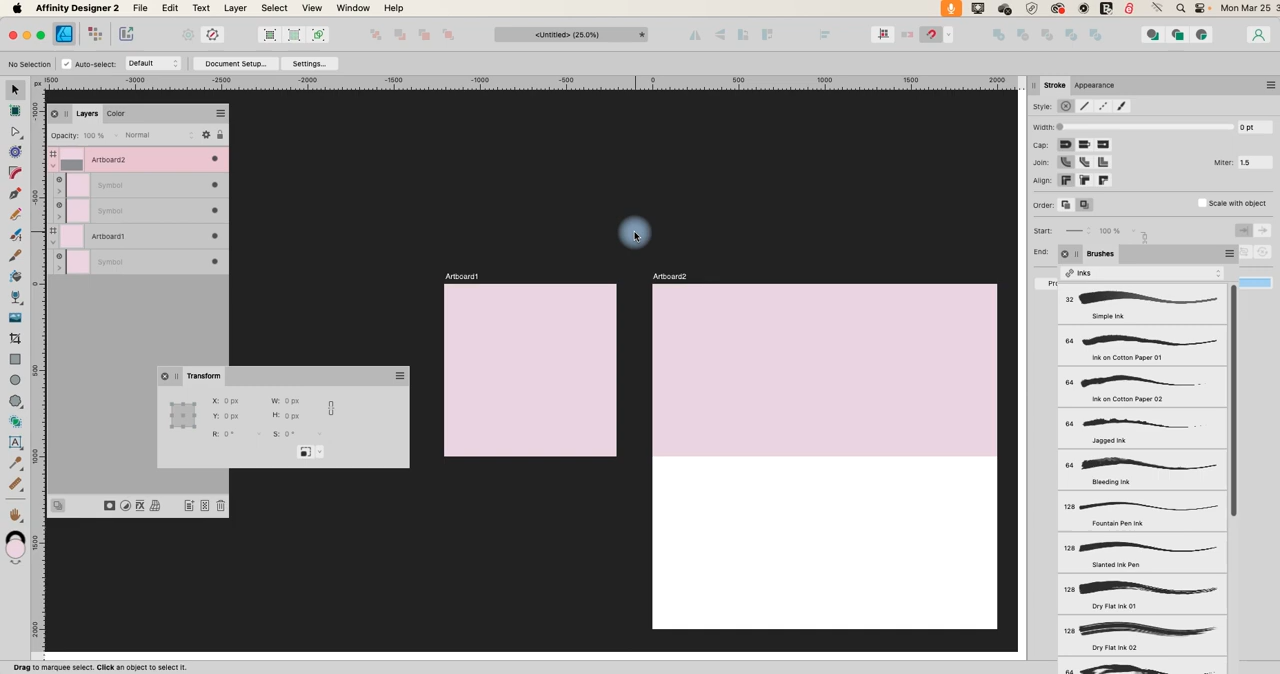 Affinity Designer 2 File Edit Text Layer Select View Window Help Mon Mar 25
<Untitled> (25.0%)
No Selection Auto-select: Default Document Setup... Settings...
px -3000 -2500 -2000 -1500 -1000 -500 0 500 1000 1500 2000
Layers Color
Opacity: 100 % Normal
Artboard2
Symbol
Symbol
Artboard1
Symbol
Transform
X: 0 px W: 0 px
Y: 0 px H: 0 px
R: 0 ° S: 0 °
Artboard1 Artboard2
Stroke Appearance
Style:
Width: 0 pt
Cap:
Join: Miter: 1.5
Align:
Order: Scale with object
Start: 100 %
End:
Brushes
Inks
32 Simple Ink
64 Ink on Cotton Paper 01
64 Ink on Cotton Paper 02
64 Jagged Ink
64 Bleeding Ink
128 Fountain Pen Ink
128 Slanted Ink Pen
128 Dry Flat Ink 01
128 Dry Flat Ink 02
64
Drag to marquee select. Click an object to select it.